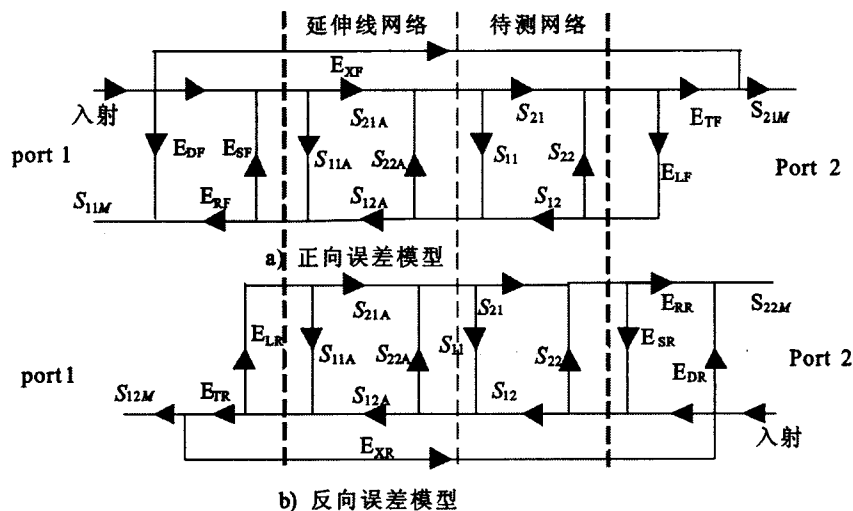 延伸线网络 待测网络
E_XF
入射 S_21A S_21 E_TF S_21M
port 1 E_DF E_SF S_11A S_22A S_11 S_22 E_LF Port 2
S_11M E_RF S_12A S_12
a) 正向误差模型
S_21A S_21 E_RR S_22M
port1 E_LR S_11A S_22A S_11 S_22 E_SR E_DR Port 2
S_12M E_TR S_12A S_12 入射
E_XR
b) 反向误差模型